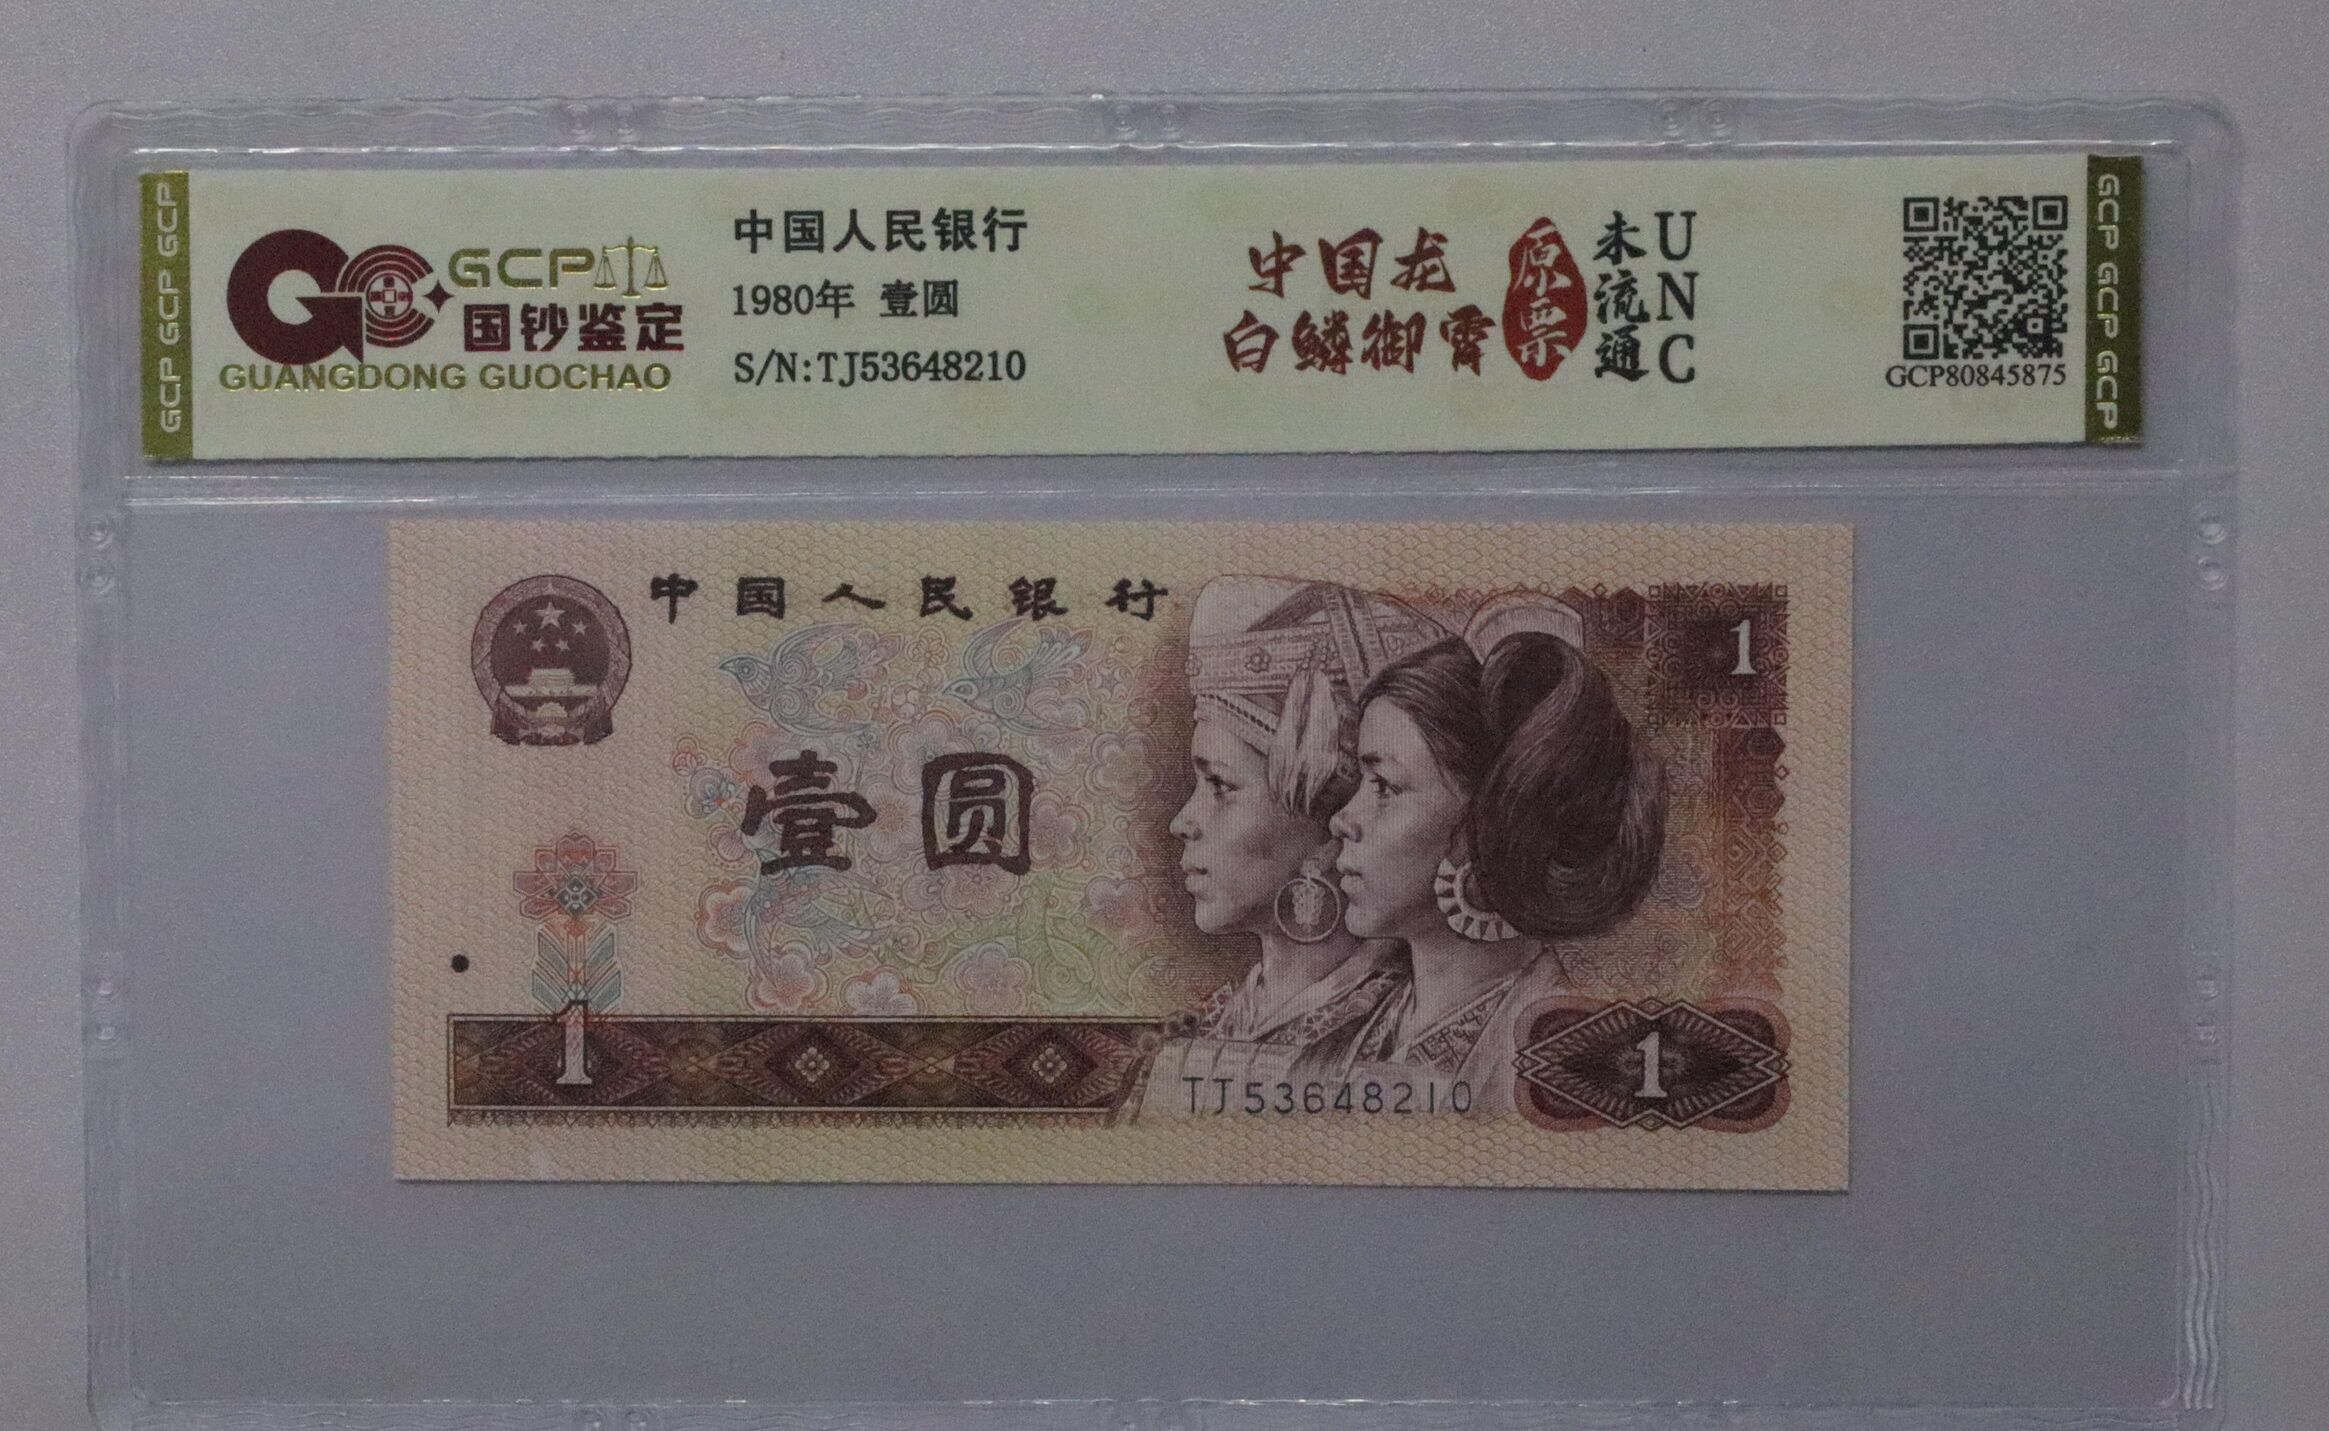 GCP GCP GCP
GCP
国钞鉴定
GUANGDONG GUOCHAO
中国人民银行
1980年 壹圆
S/N:TJ53648210
中国龙
白鳞御霄
原票
未流通
UNC
GCP80845875
GCP GCP GCP
中国人民银行
1
壹圆
1
TJ53648210
1